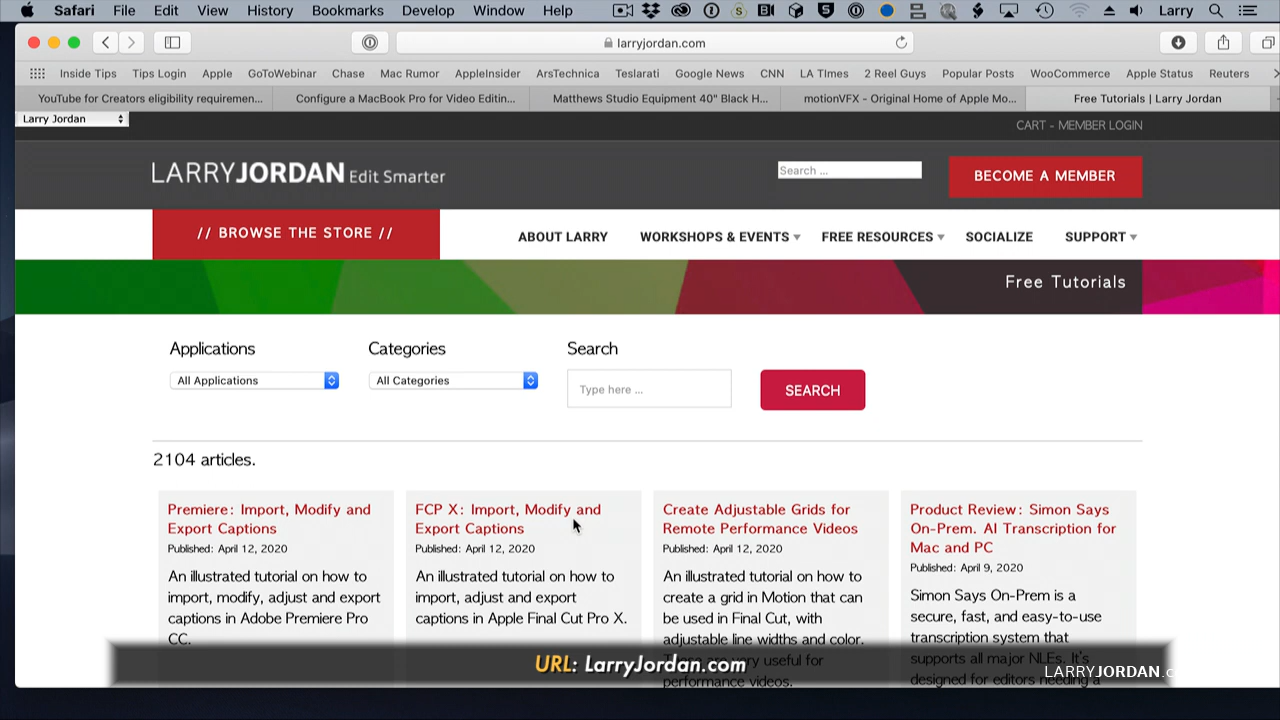 Safari File Edit View History Bookmarks Develop Window Help Larry
larryjordan.com
Inside Tips Tips Login Apple GoToWebinar Chase Mac Rumor AppleInsider ArsTechnica Teslarati Google News CNN LA TImes 2 Reel Guys Popular Posts WooCommerce Apple Status Reuters
YouTube for Creators eligibility requiremen... Configure a MacBook Pro for Video Editin... Matthews Studio Equipment 40" Black H... motionVFX - Original Home of Apple Mo... Free Tutorials | Larry Jordan
Larry Jordan
CART - MEMBER LOGIN
LARRYJORDAN Edit Smarter
Search ...
BECOME A MEMBER
// BROWSE THE STORE //
ABOUT LARRY WORKSHOPS & EVENTS FREE RESOURCES SOCIALIZE SUPPORT
Free Tutorials
Applications Categories Search
All Applications All Categories Type here ... SEARCH
2104 articles.
Premiere: Import, Modify and
Export Captions
Published: April 12, 2020
An illustrated tutorial on how to
import, modify, adjust and export
captions in Adobe Premiere Pro
CC.
FCP X: Import, Modify and
Export Captions
Published: April 12, 2020
An illustrated tutorial on how to
import, adjust and export
captions in Apple Final Cut Pro X.
Create Adjustable Grids for
Remote Performance Videos
Published: April 12, 2020
An illustrated tutorial on how to
create a grid in Motion that can
be used in Final Cut, with
adjustable line widths and color.
These are very useful for
performance videos.
Product Review: Simon Says
On-Prem. AI Transcription for
Mac and PC
Published: April 9, 2020
Simon Says On-Prem is a
secure, fast, and easy-to-use
transcription system that
supports all major NLEs. It's
designed for editors needing a
URL: LarryJordan.com
LARRYJORDAN.c